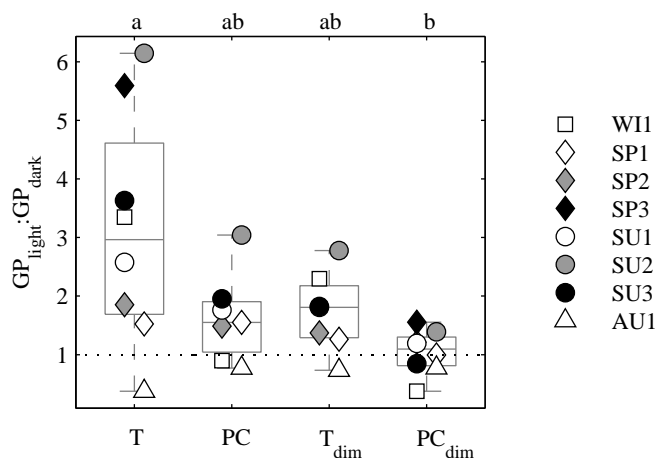 a ab ab b
6
5
4
3
2
1
GP_light:GP_dark
T PC T_dim PC_dim
WI1
SP1
SP2
SP3
SU1
SU2
SU3
AU1